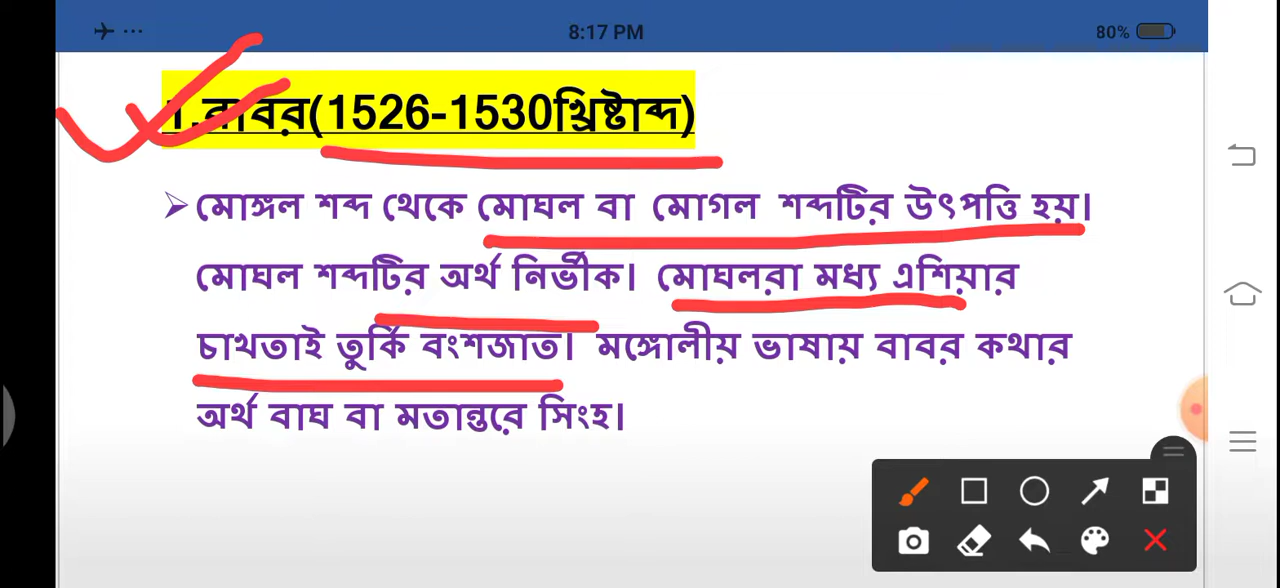 8:17 PM
80%
1.বাবর(1526-1530খ্রিষ্টাব্দ)
➢ মোঙ্গল শব্দ থেকে মোঘল বা মোগল শব্দটির উৎপত্তি হয়।
মোঘল শব্দটির অর্থ নির্ভীক। মোঘলরা মধ্য এশিয়ার
চাখতাই তুর্কি বংশজাত। মঙ্গোলীয় ভাষায় বাবর কথার
অর্থ বাঘ বা মতান্তরে সিংহ।